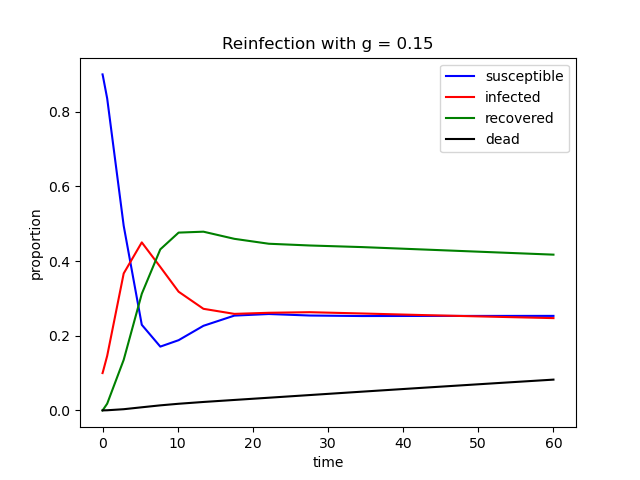 Reinfection with g = 0.15
susceptible
infected
recovered
dead
proportion
0.8
0.6
0.4
0.2
0.0
0
10
20
30
40
50
60
time